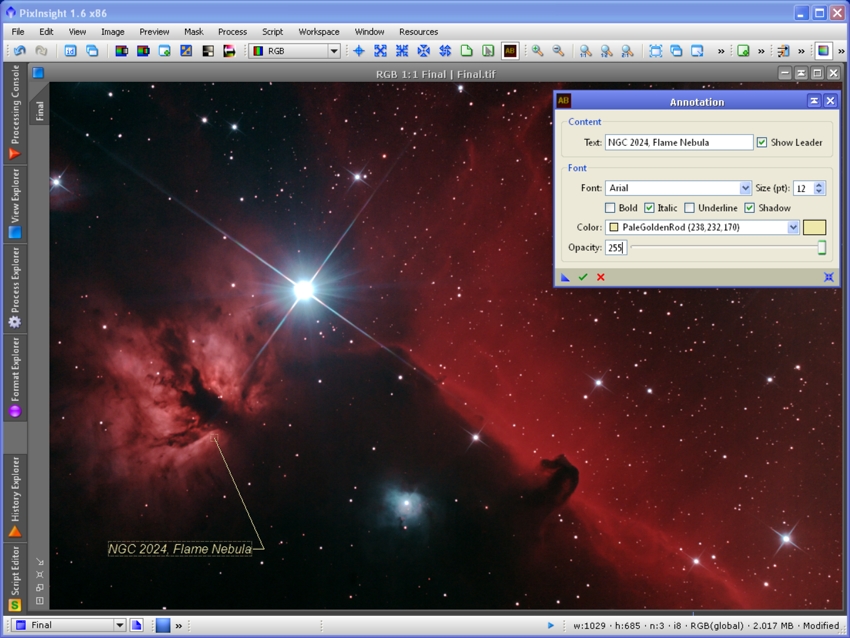 PixInsight 1.6 x86
File Edit View Image Preview Mask Process Script Workspace Window Resources
RGB
RGB 1:1 Final | Final.tif
Processing Console
View Explorer
Process Explorer
Format Explorer
History Explorer
Script Editor
Final
AB Annotation
Content
Text: NGC 2024, Flame Nebula Show Leader
Font
Font: Arial Size (pt): 12
Bold Italic Underline Shadow
Color: PaleGoldenRod (238,232,170)
Opacity: 255
NGC 2024, Flame Nebula
Final » w:1029 · h:685 · n:3 · i8 · RGB(global) · 2.017 MB · Modified